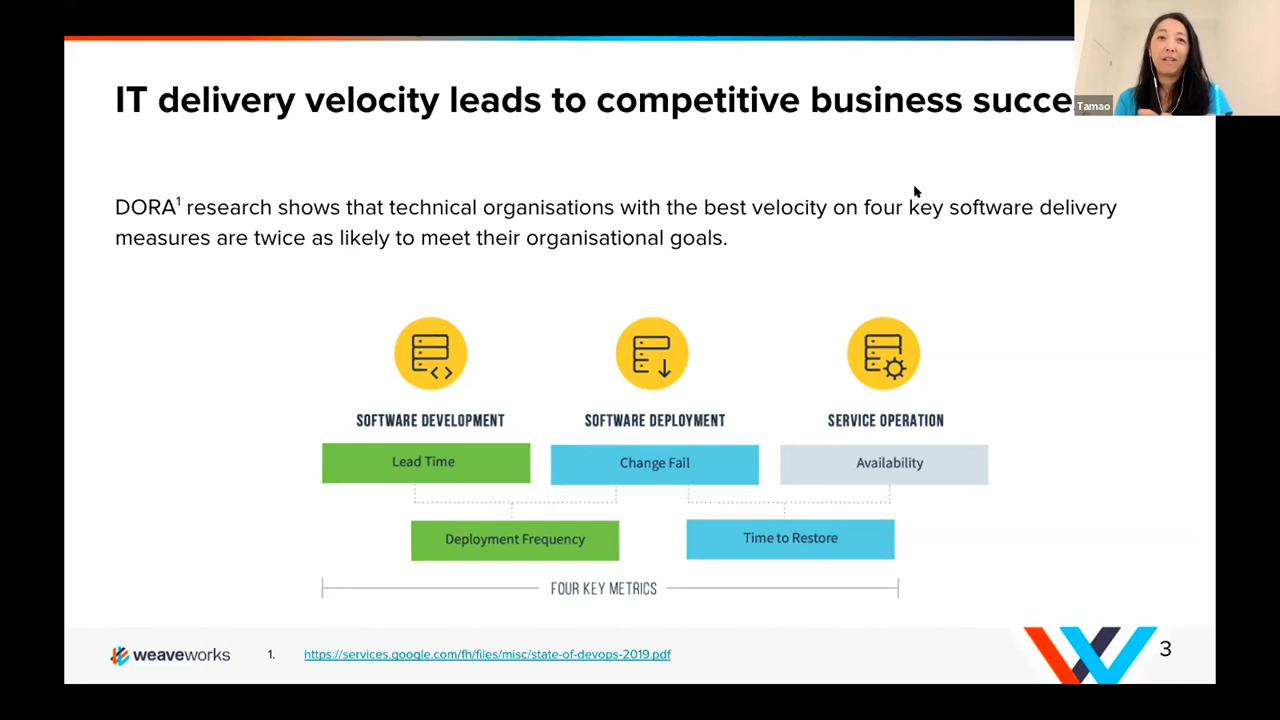 IT delivery velocity leads to competitive business succe
Tamao
DORA1 research shows that technical organisations with the best velocity on four key software delivery
measures are twice as likely to meet their organisational goals.
SOFTWARE DEVELOPMENT
SOFTWARE DEPLOYMENT
SERVICE OPERATION
Lead Time
Change Fail
Availability
Deployment Frequency
Time to Restore
FOUR KEY METRICS
weaveworks
1.
https://services.google.com/fh/files/misc/state-of-devops-2019.pdf
3